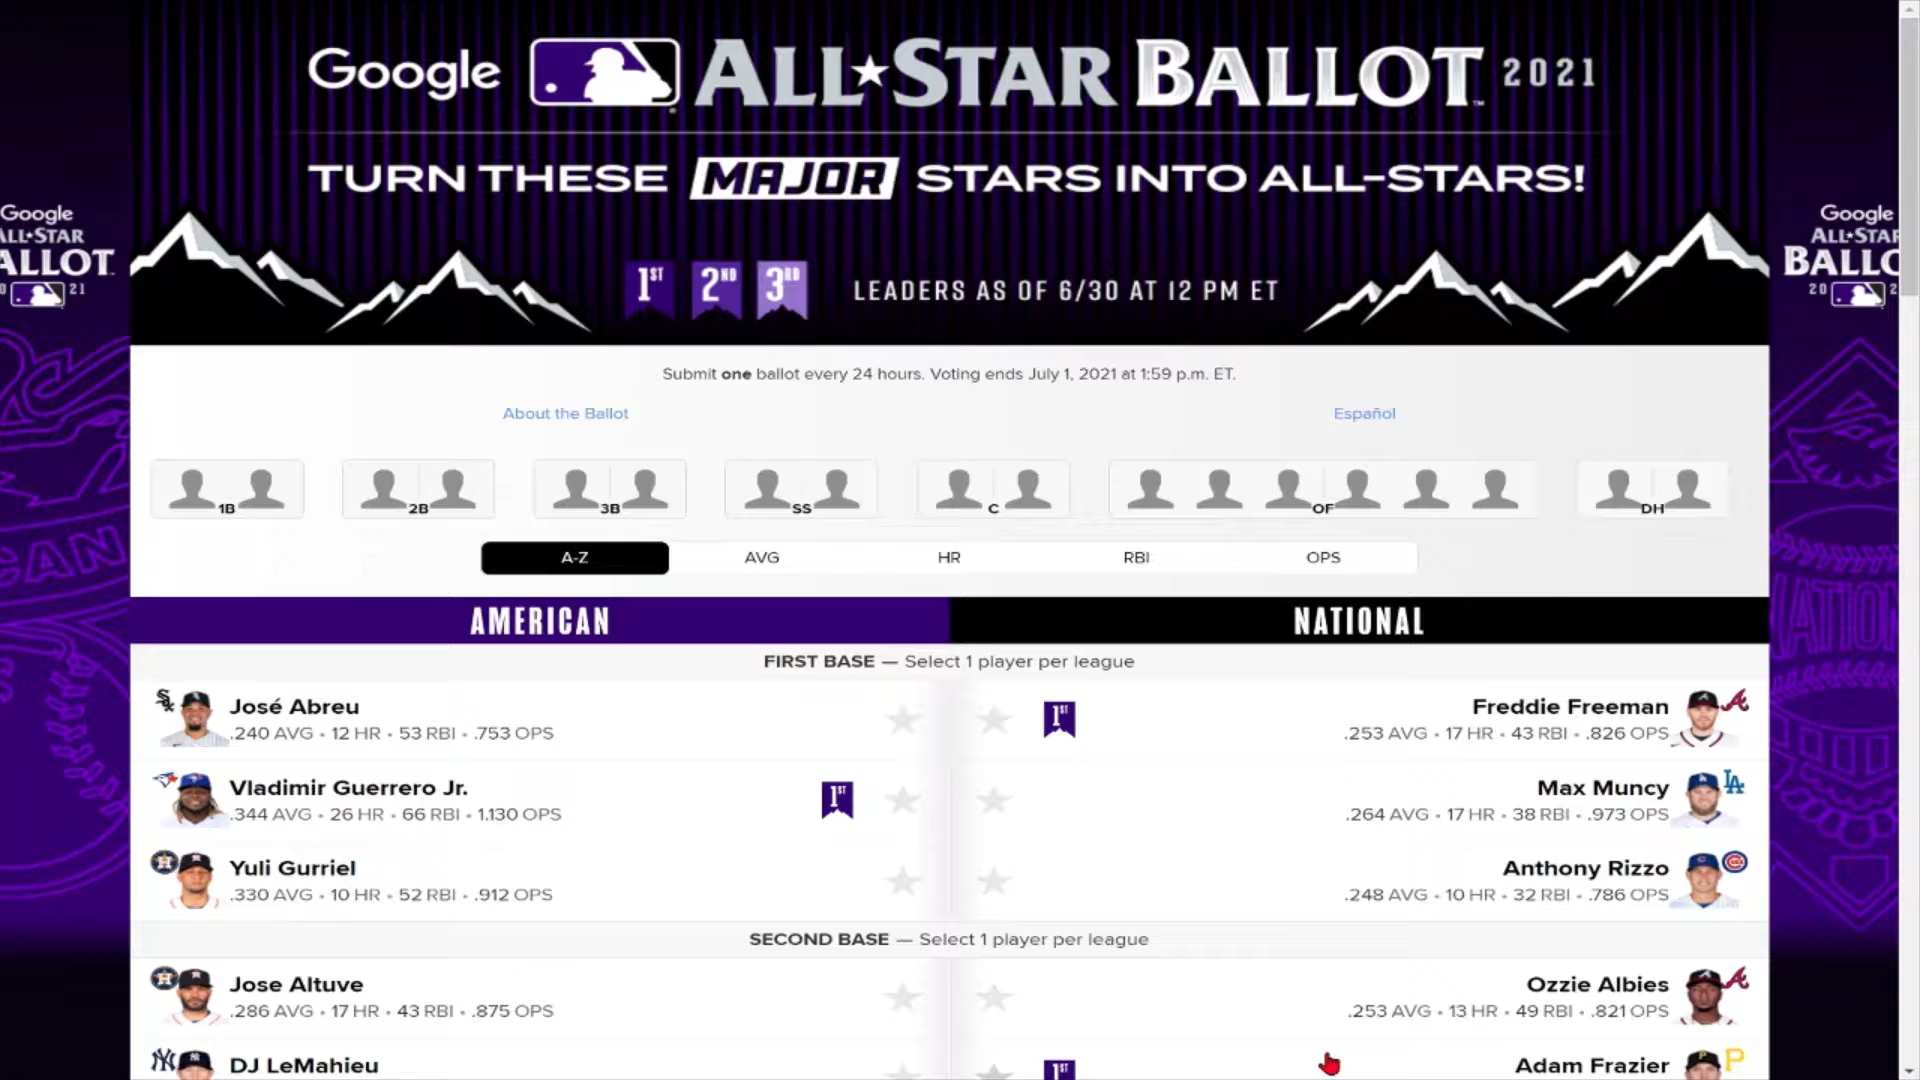 Google ALL★STAR BALLOT™ 2021
TURN THESE MAJOR STARS INTO ALL-STARS!
Google
ALL★STAR
BALLOT
21
Google
ALL★STAR
BALLO
20 2
1ST 2ND 3RD LEADERS AS OF 6/30 AT 12 PM ET
Submit one ballot every 24 hours. Voting ends July 1, 2021 at 1:59 p.m. ET.
About the Ballot Español
1B 2B 3B SS C OF DH
A-Z AVG HR RBI OPS
AMERICAN NATIONAL
FIRST BASE — Select 1 player per league
José Abreu
.240 AVG • 12 HR • 53 RBI • .753 OPS
1ST
Freddie Freeman
.253 AVG • 17 HR • 43 RBI • .826 OPS
Vladimir Guerrero Jr.
.344 AVG • 26 HR • 66 RBI • 1.130 OPS
1ST
Max Muncy
.264 AVG • 17 HR • 38 RBI • .973 OPS
LA
Yuli Gurriel
.330 AVG • 10 HR • 52 RBI • .912 OPS
Anthony Rizzo
.248 AVG • 10 HR • 32 RBI • .786 OPS
SECOND BASE — Select 1 player per league
Jose Altuve
.286 AVG • 17 HR • 43 RBI • .875 OPS
Ozzie Albies
.253 AVG • 13 HR • 49 RBI • .821 OPS
DJ LeMahieu
1ST
Adam Frazier
P